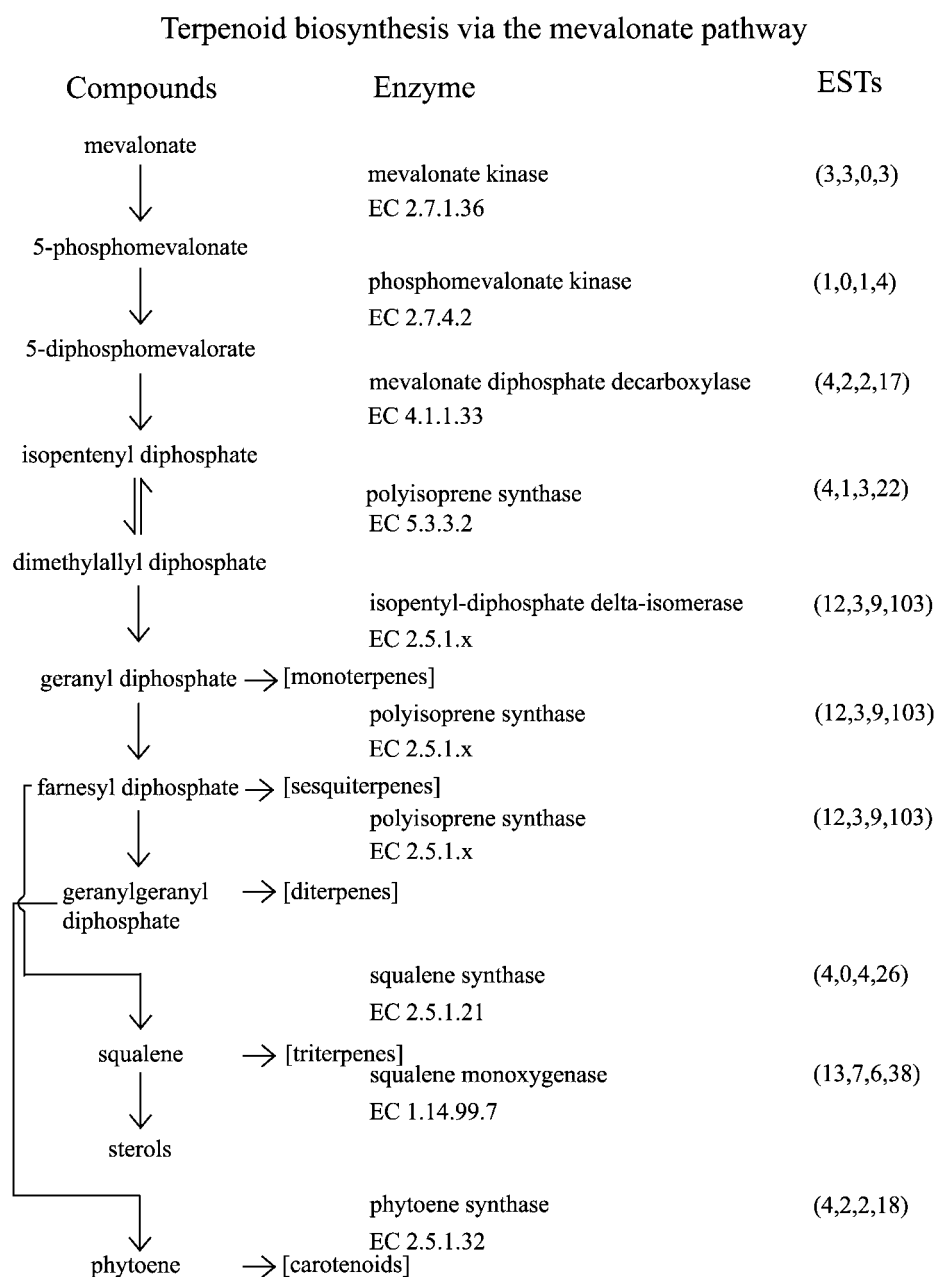 Terpenoid biosynthesis via the mevalonate pathway
Compounds Enzyme ESTs
mevalonate
mevalonate kinase (3,3,0,3)
EC 2.7.1.36
5-phosphomevalonate
phosphomevalonate kinase (1,0,1,4)
EC 2.7.4.2
5-diphosphomevalorate
mevalonate diphosphate decarboxylase (4,2,2,17)
EC 4.1.1.33
isopentenyl diphosphate
polyisoprene synthase (4,1,3,22)
EC 5.3.3.2
dimethylallyl diphosphate
isopentyl-diphosphate delta-isomerase (12,3,9,103)
EC 2.5.1.x
geranyl diphosphate [monoterpenes]
polyisoprene synthase (12,3,9,103)
EC 2.5.1.x
farnesyl diphosphate [sesquiterpenes]
polyisoprene synthase (12,3,9,103)
EC 2.5.1.x
geranylgeranyl [diterpenes]
diphosphate
squalene synthase (4,0,4,26)
EC 2.5.1.21
squalene [triterpenes]
squalene monoxygenase (13,7,6,38)
EC 1.14.99.7
sterols
phytoene synthase (4,2,2,18)
EC 2.5.1.32
phytoene [carotenoids]